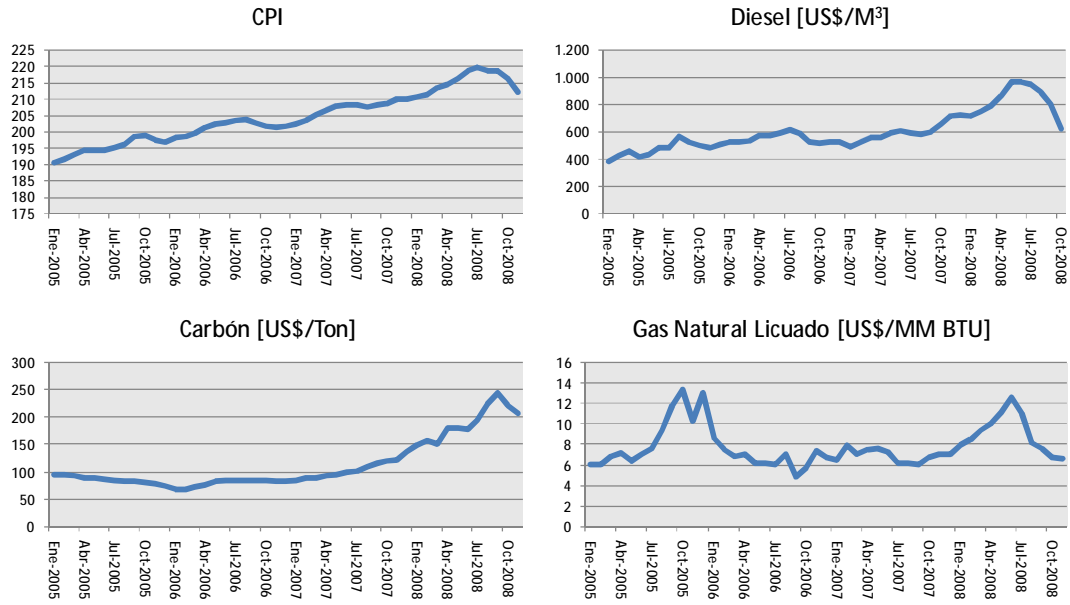 CPI
225
220
215
210
205
200
195
190
185
180
175
Ene-2005
Abr-2005
Jul-2005
Oct-2005
Ene-2006
Abr-2006
Jul-2006
Oct-2006
Ene-2007
Abr-2007
Jul-2007
Oct-2007
Ene-2008
Abr-2008
Jul-2008
Oct-2008
Diesel [US$/M³]
1.200
1.000
800
600
400
200
0
Ene-2005
Abr-2005
Jul-2005
Oct-2005
Ene-2006
Abr-2006
Jul-2006
Oct-2006
Ene-2007
Abr-2007
Jul-2007
Oct-2007
Ene-2008
Abr-2008
Jul-2008
Oct-2008
Carbón [US$/Ton]
300
250
200
150
100
50
0
Ene-2005
Abr-2005
Jul-2005
Oct-2005
Ene-2006
Abr-2006
Jul-2006
Oct-2006
Ene-2007
Abr-2007
Jul-2007
Oct-2007
Ene-2008
Abr-2008
Jul-2008
Oct-2008
Gas Natural Licuado [US$/MM BTU]
16
14
12
10
8
6
4
2
0
Ene-2005
Abr-2005
Jul-2005
Oct-2005
Ene-2006
Abr-2006
Jul-2006
Oct-2006
Ene-2007
Abr-2007
Jul-2007
Oct-2007
Ene-2008
Abr-2008
Jul-2008
Oct-2008